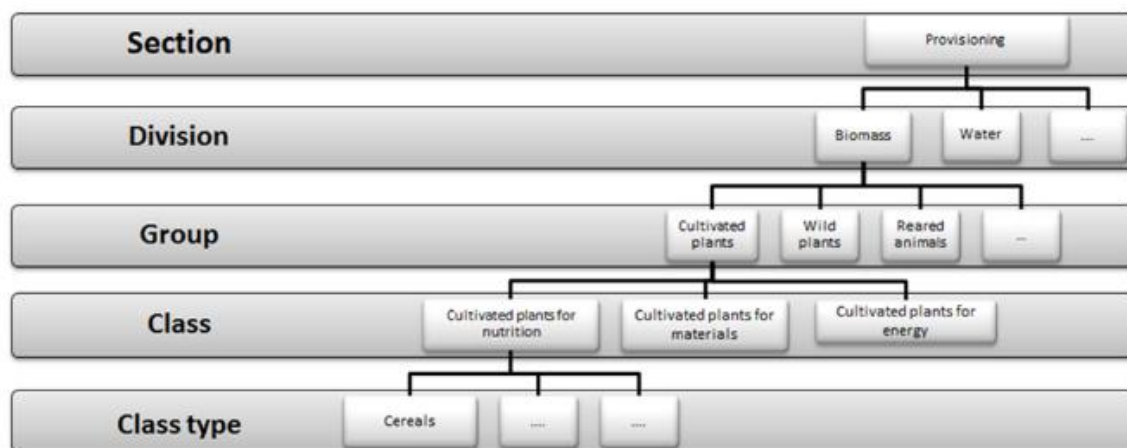 Section
Provisioning
Division
Biomass
Water
....
Group
Cultivated
plants
Wild
plants
Reared
animals
...
Class
Cultivated plants for
nutrition
Cultivated plants for
materials
Cultivated plants for
energy
Class type
Cereals
....
....